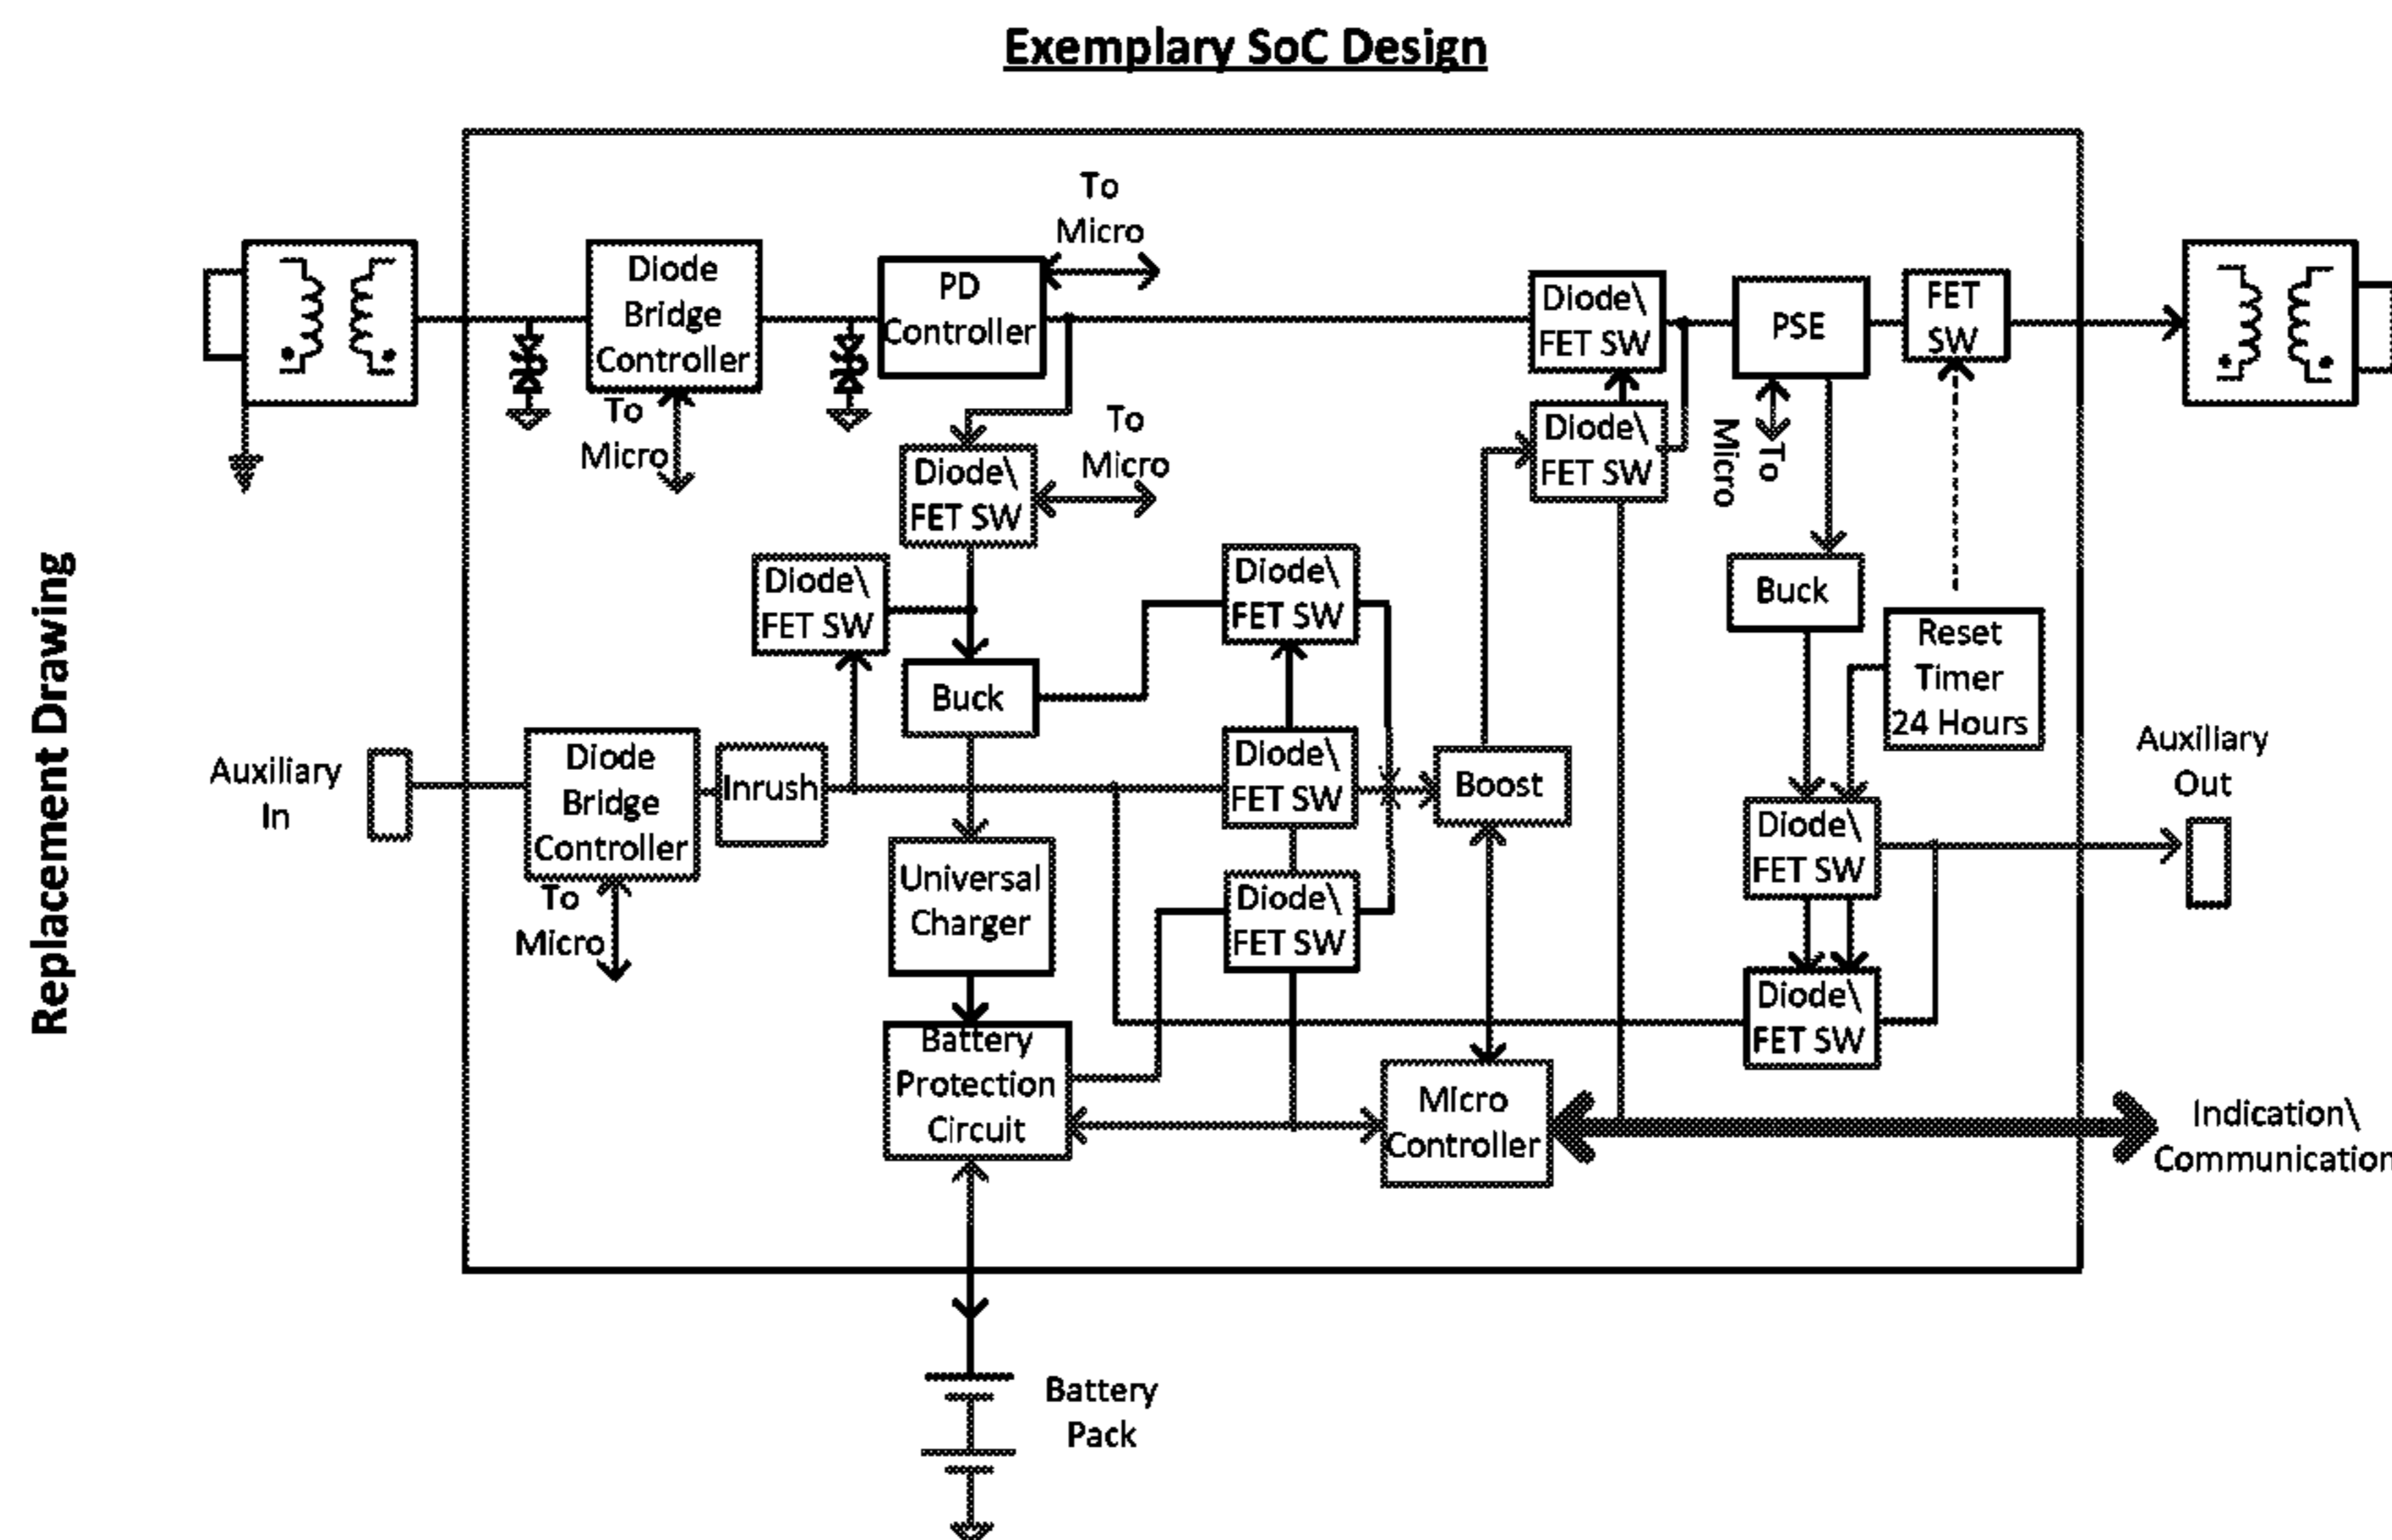 Exemplary SoC Design
Replacement Drawing
To
Micro
Diode
Bridge
Controller
PD
Controller
Diode\
FET SW
PSE
FET
SW
To
Micro
To
Micro
Diode\
FET SW
To
Micro
Diode\
FET SW
Diode\
FET SW
Diode\
FET SW
Buck
Reset
Timer
24 Hours
Buck
Auxiliary
In
Diode
Bridge
Controller
Inrush
Diode\
FET SW
Boost
Auxiliary
Out
Diode\
FET SW
To
Micro
Universal
Charger
Diode\
FET SW
Diode\
FET SW
Battery
Protection
Circuit
Micro
Controller
Indication\
Communication
Battery
Pack